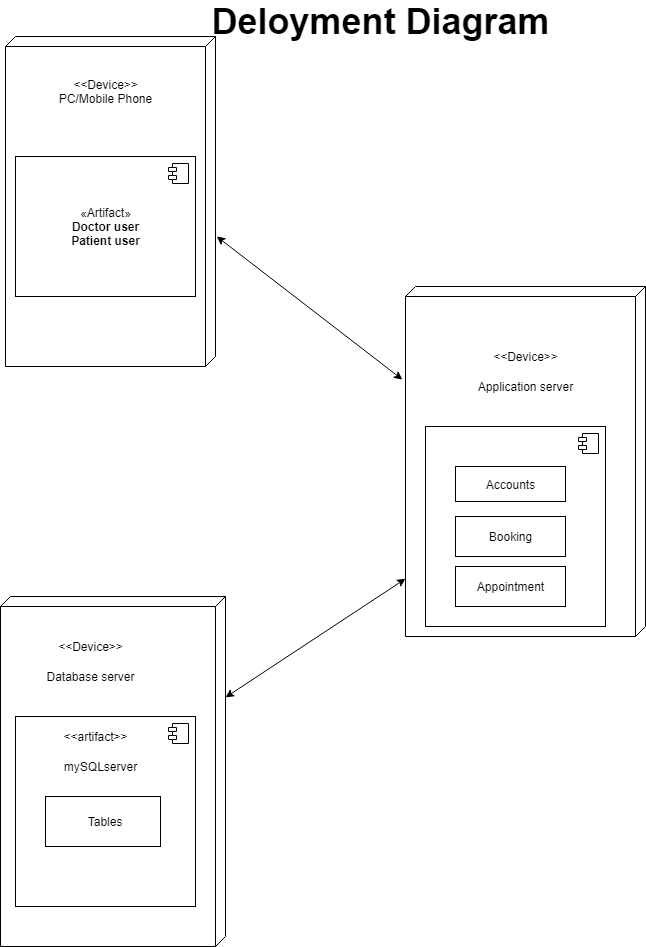 Deloyment Diagram
<<Device>>
PC/Mobile Phone
«Artifact»
Doctor user
Patient user
<<Device>>
Application server
Accounts
Booking
Appointment
<<Device>>
Database server
<<artifact>>
mySQLserver
Tables